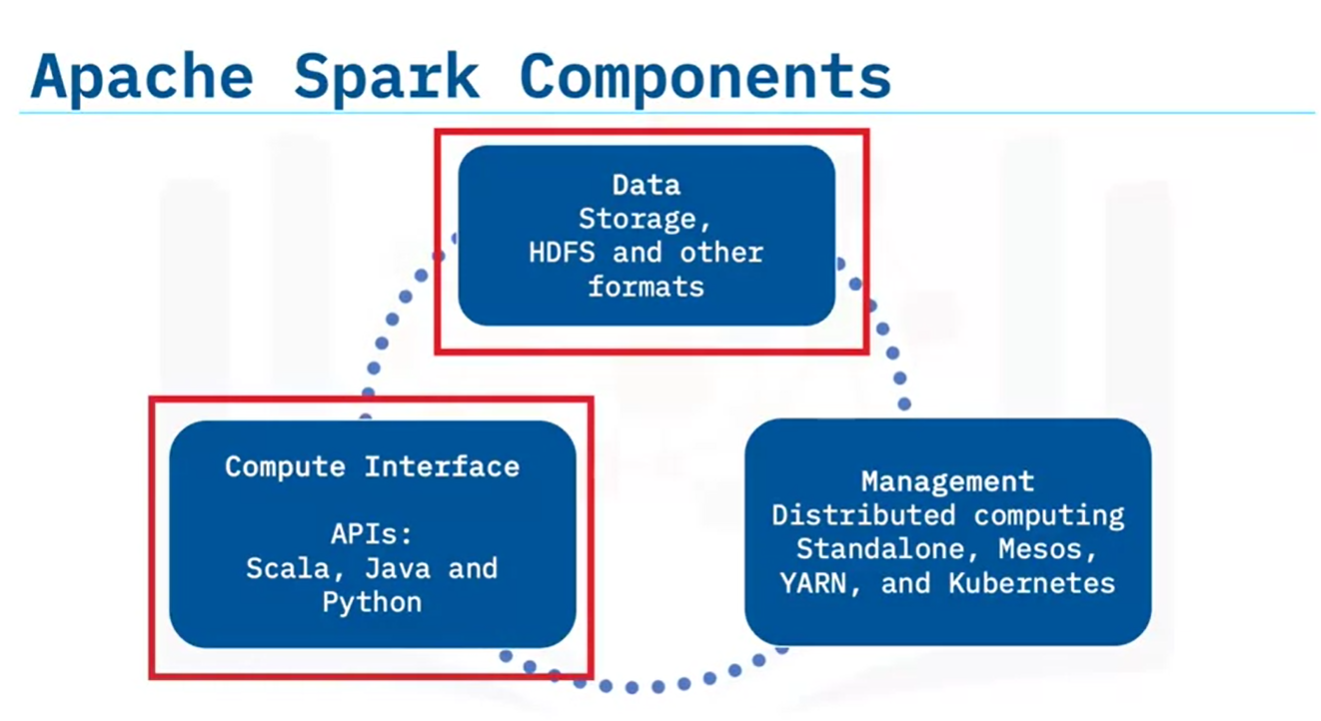 Apache Spark Components
Data
Storage,
HDFS and other
formats
Compute Interface
APIs:
Scala, Java and
Python
Management
Distributed computing
Standalone, Mesos,
YARN, and Kubernetes